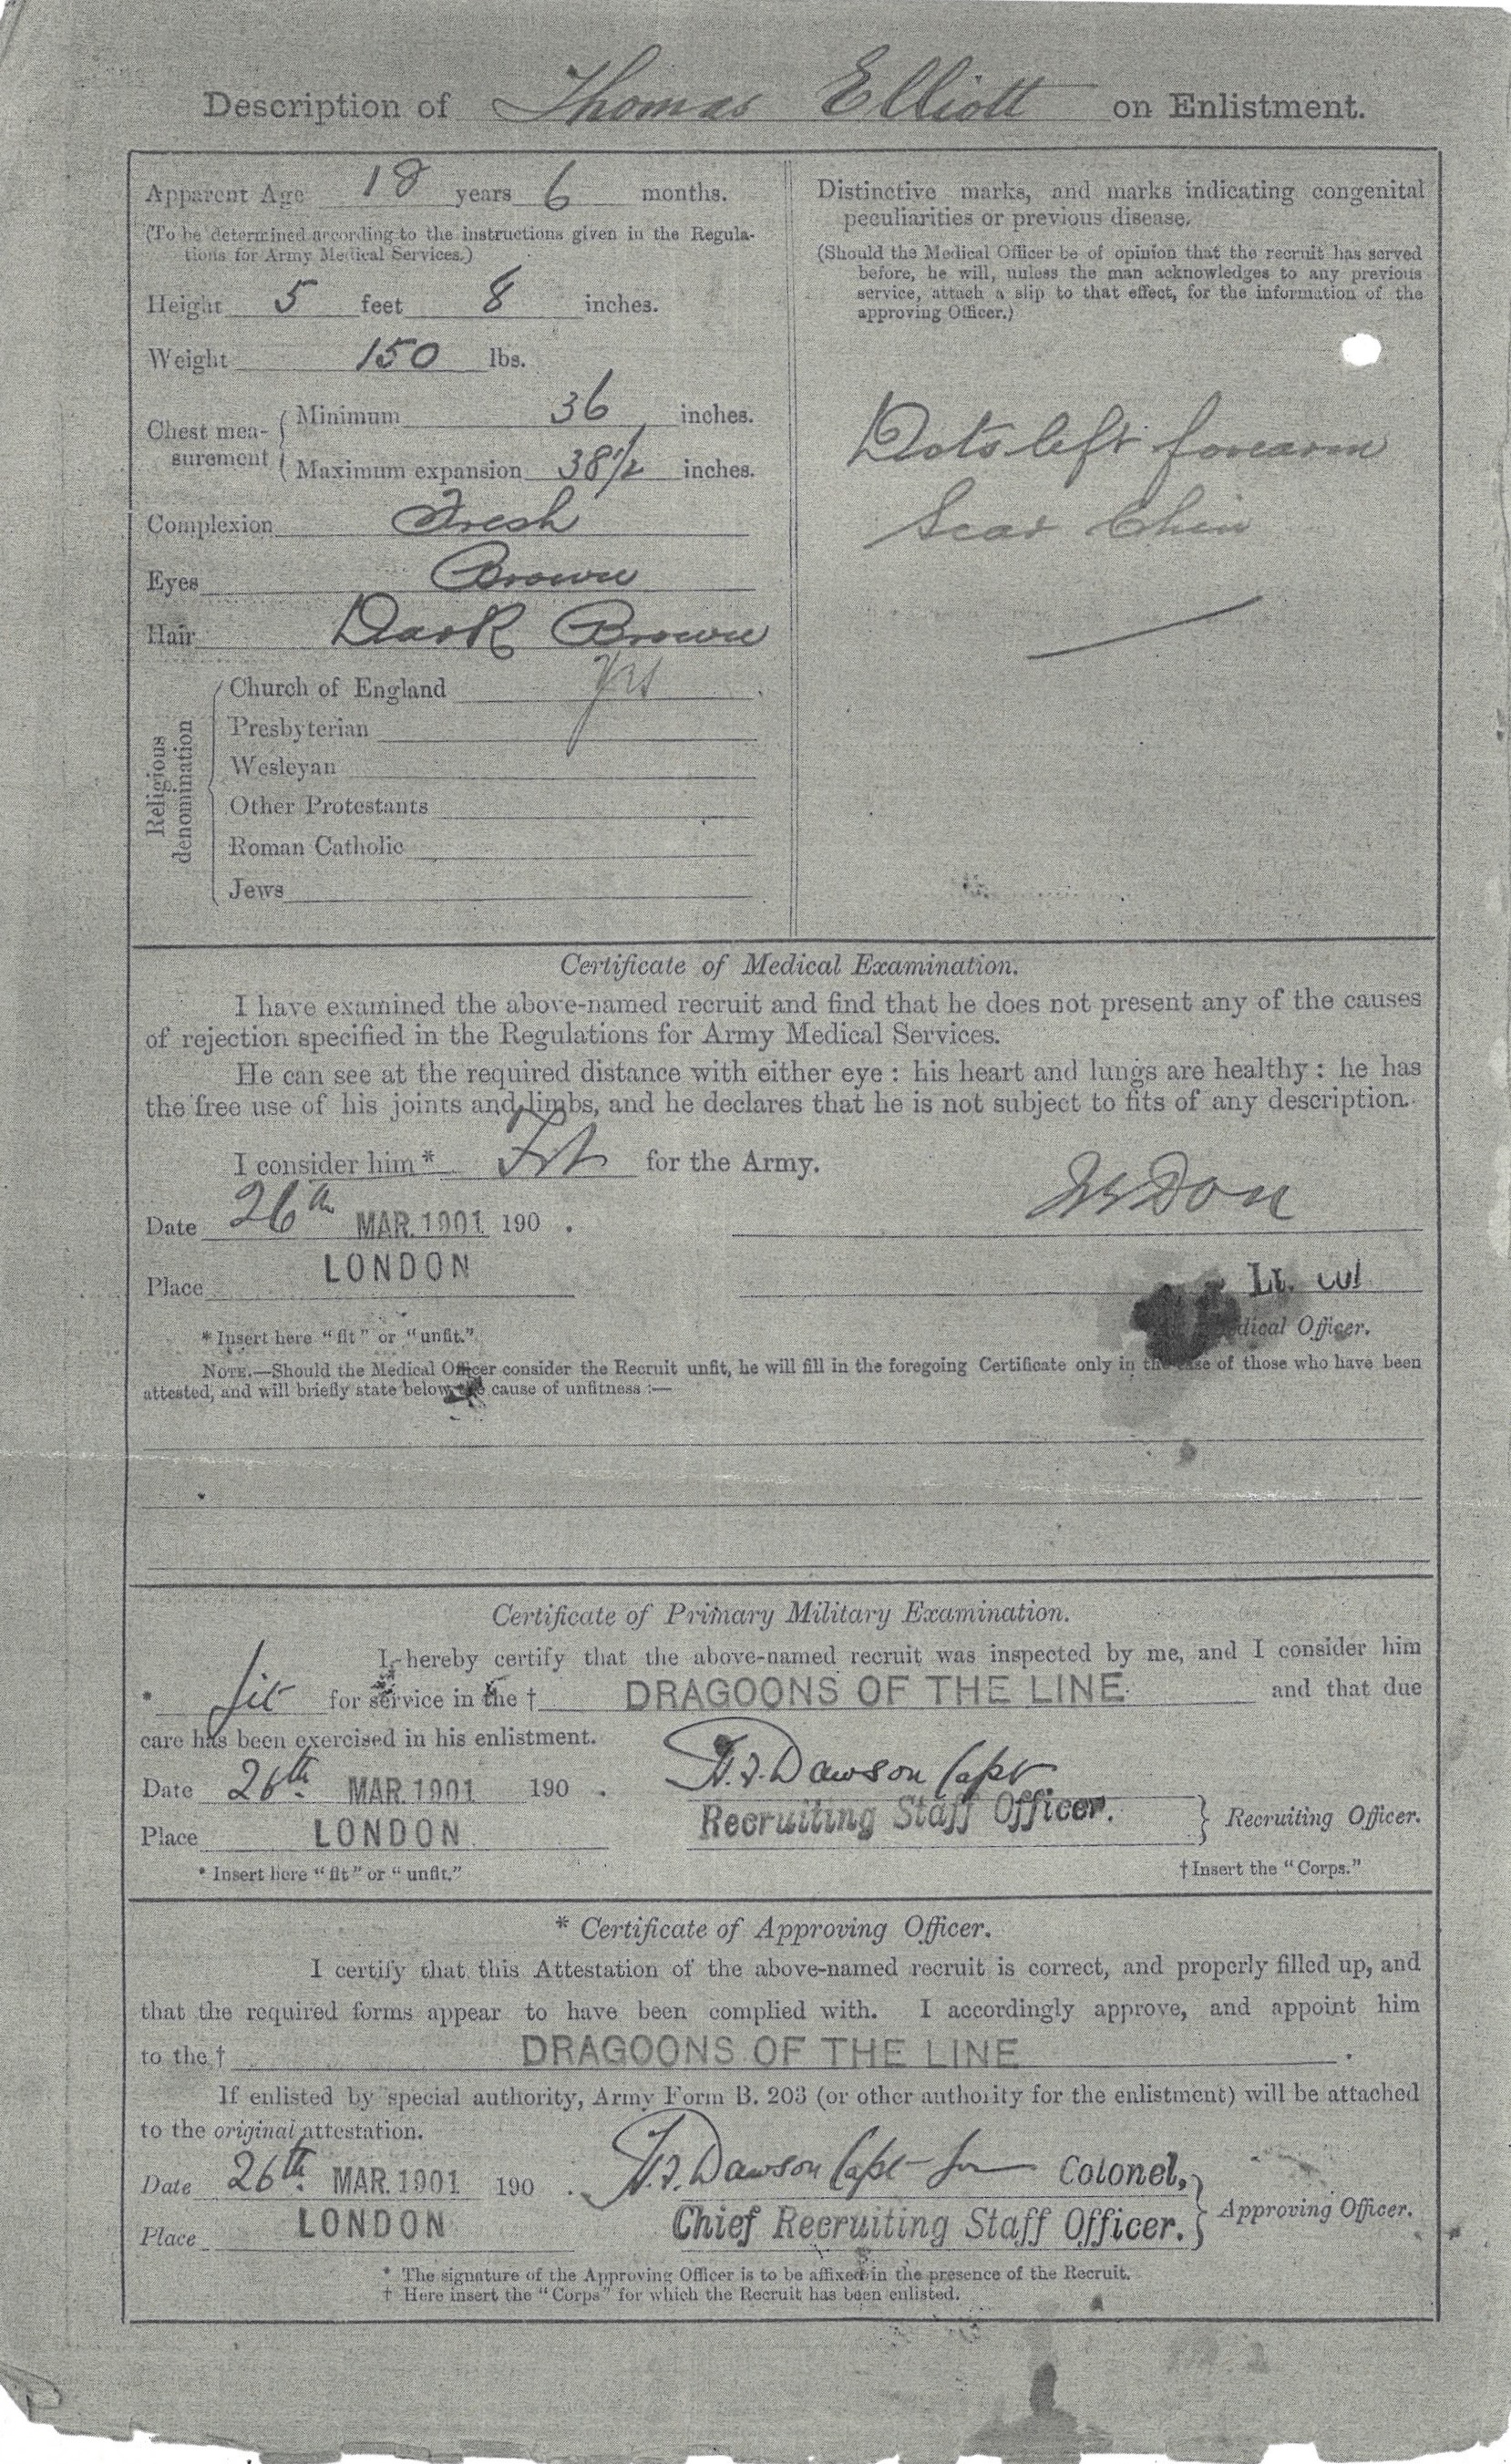 Description of Thomas Elliott on Enlistment.
Apparent Age 18 years 6 months.
(To be determined according to the instructions given in the Regula-
tions for Army Medical Services.)
Height 5 feet 8 inches.
Weight 150 lbs.
Chest mea-
surement
Minimum 36 inches.
Maximum expansion 38 1/2 inches.
Complexion Fresh
Eyes Brown
Hair Dark Brown
Religious
denomination
Church of England Yes
Presbyterian
Wesleyan
Other Protestants
Roman Catholic
Jews
Distinctive marks, and marks indicating congenital
peculiarities or previous disease.
(Should the Medical Officer be of opinion that the recruit has served
before, he will, unless the man acknowledges to any previous
service, attach a slip to that effect, for the information of the
approving Officer.)
Dots left forearm
Scar Chin
Certificate of Medical Examination.
I have examined the above-named recruit and find that he does not present any of the causes
of rejection specified in the Regulations for Army Medical Services.
He can see at the required distance with either eye: his heart and lungs are healthy: he has
the free use of his joints and limbs, and he declares that he is not subject to fits of any description.
I consider him* Fit for the Army.
Date 26th MAR. 1901 190 .
Place LONDON
Lt. Col
dical Officer.
* Insert here "fit" or "unfit."
NOTE.—Should the Medical Officer consider the Recruit unfit, he will fill in the foregoing Certificate only in the case of those who have been
attested, and will briefly state below the cause of unfitness :—
Certificate of Primary Military Examination.
I hereby certify that the above-named recruit was inspected by me, and I consider him
* fit for service in the † DRAGOONS OF THE LINE and that due
care has been exercised in his enlistment.
Date 26th. MAR. 1901 190 .
Dawson Capt
Recruiting Staff Officer. } Recruiting Officer.
Place LONDON
* Insert here "fit" or "unfit." † Insert the "Corps."
* Certificate of Approving Officer.
I certify that this Attestation of the above-named recruit is correct, and properly filled up, and
that the required forms appear to have been complied with. I accordingly approve, and appoint him
to the † DRAGOONS OF THE LINE .
If enlisted by special authority, Army Form B. 203 (or other authority for the enlistment) will be attached
to the original attestation.
Date 26th. MAR. 1901 190 . Dawson Capt for Colonel,
Place LONDON Chief Recruiting Staff Officer. } Approving Officer.
* The signature of the Approving Officer is to be affixed in the presence of the Recruit.
† Here insert the "Corps" for which the Recruit has been enlisted.